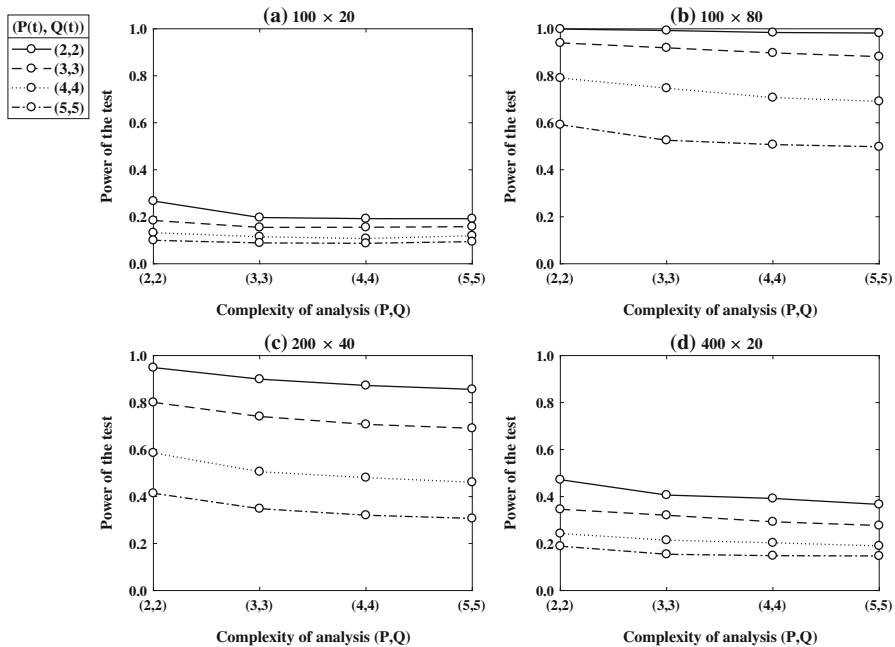 (P(t), Q(t))
(2,2)
(3,3)
(4,4)
(5,5)
(a) 100 × 20
Power of the test
1.0
0.8
0.6
0.4
0.2
0.0
(2,2) (3,3) (4,4) (5,5)
Complexity of analysis (P,Q)
(b) 100 × 80
Power of the test
1.0
0.8
0.6
0.4
0.2
0.0
(2,2) (3,3) (4,4) (5,5)
Complexity of analysis (P,Q)
(c) 200 × 40
Power of the test
1.0
0.8
0.6
0.4
0.2
0.0
(2,2) (3,3) (4,4) (5,5)
Complexity of analysis (P,Q)
(d) 400 × 20
Power of the test
1.0
0.8
0.6
0.4
0.2
0.0
(2,2) (3,3) (4,4) (5,5)
Complexity of analysis (P,Q)